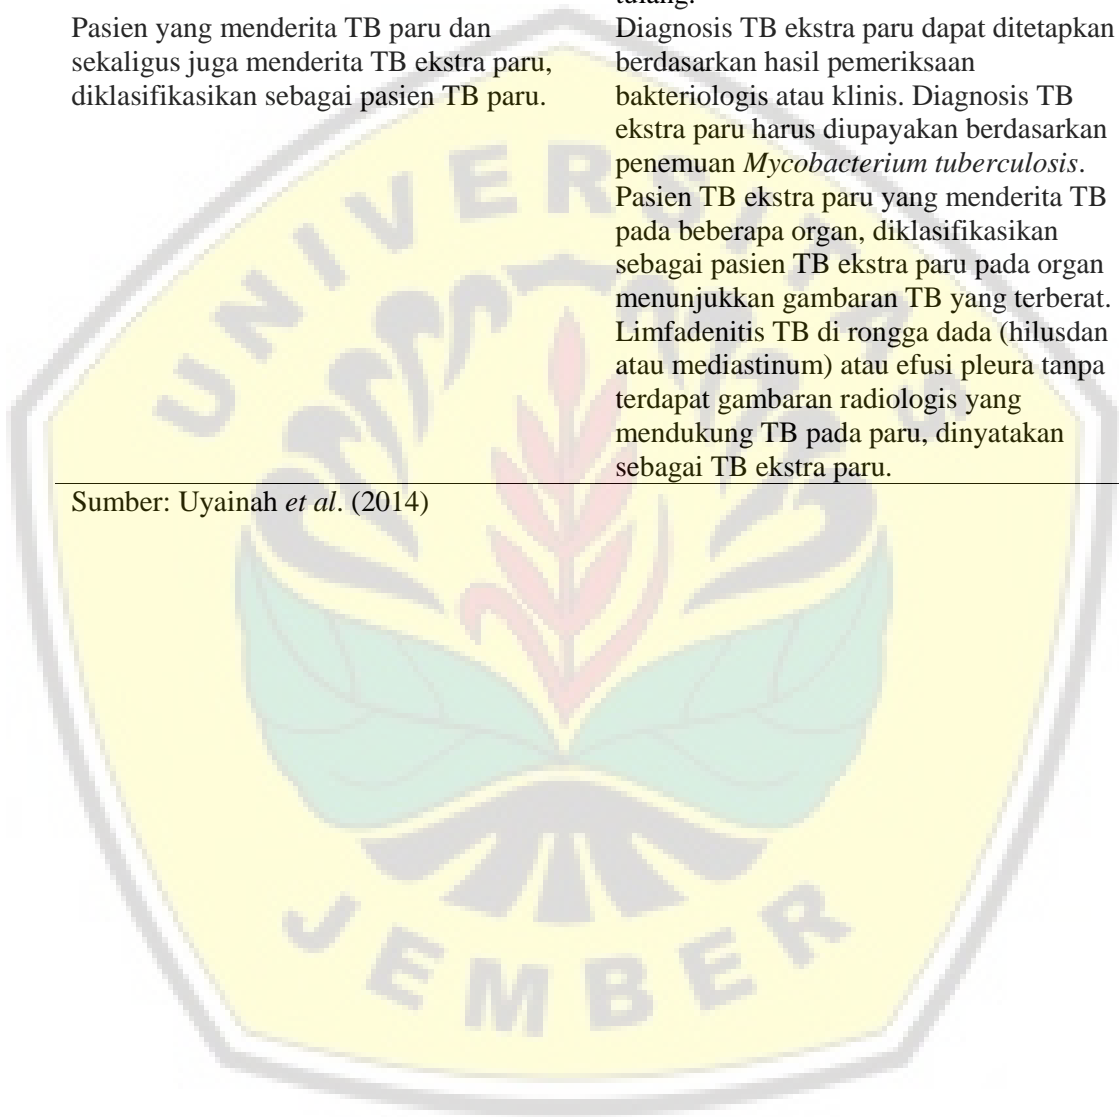 tulang.
Pasien yang menderita TB paru dan
sekaligus juga menderita TB ekstra paru,
diklasifikasikan sebagai pasien TB paru.
Diagnosis TB ekstra paru dapat ditetapkan
berdasarkan hasil pemeriksaan
bakteriologis atau klinis. Diagnosis TB
ekstra paru harus diupayakan berdasarkan
penemuan Mycobacterium tuberculosis.
Pasien TB ekstra paru yang menderita TB
pada beberapa organ, diklasifikasikan
sebagai pasien TB ekstra paru pada organ
menunjukkan gambaran TB yang terberat.
Limfadenitis TB di rongga dada (hilusdan
atau mediastinum) atau efusi pleura tanpa
terdapat gambaran radiologis yang
mendukung TB pada paru, dinyatakan
sebagai TB ekstra paru.
Sumber: Uyainah et al. (2014)
UNIVERSITAS
JEMBER